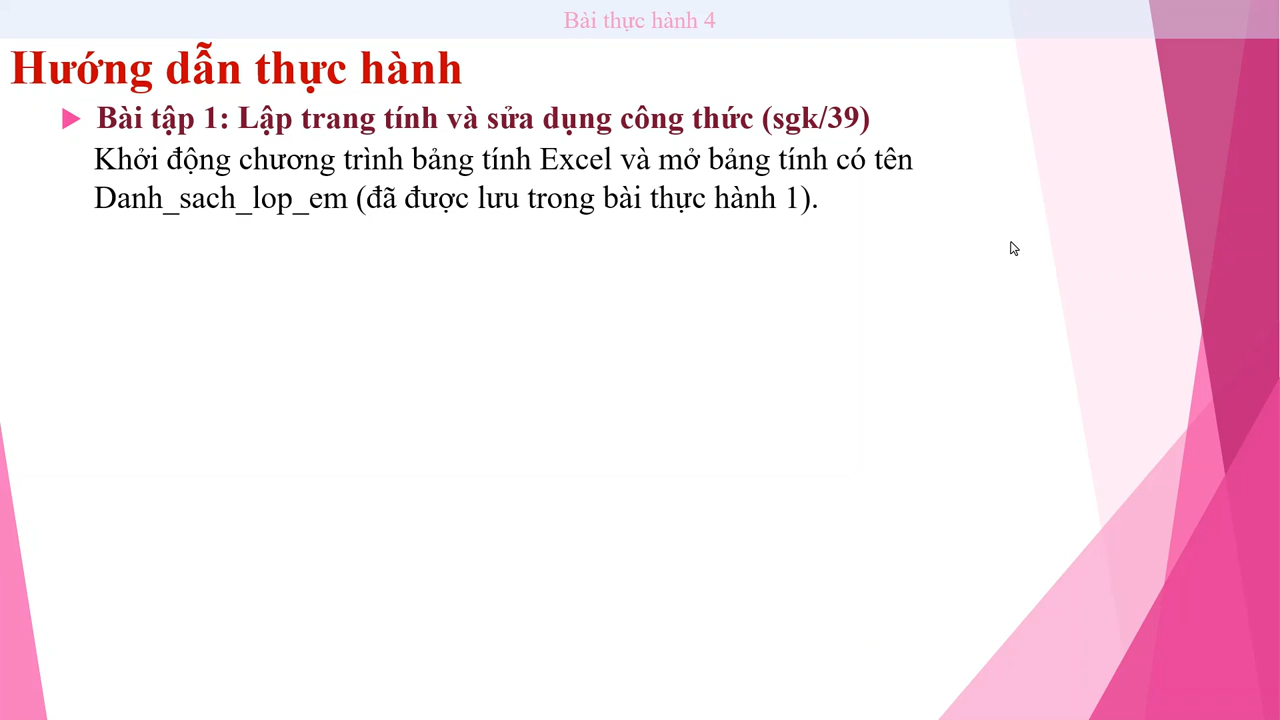 Bài thực hành 4
Hướng dẫn thực hành
Bài tập 1: Lập trang tính và sửa dụng công thức (sgk/39)
Khởi động chương trình bảng tính Excel và mở bảng tính có tên
Danh_sach_lop_em (đã được lưu trong bài thực hành 1).